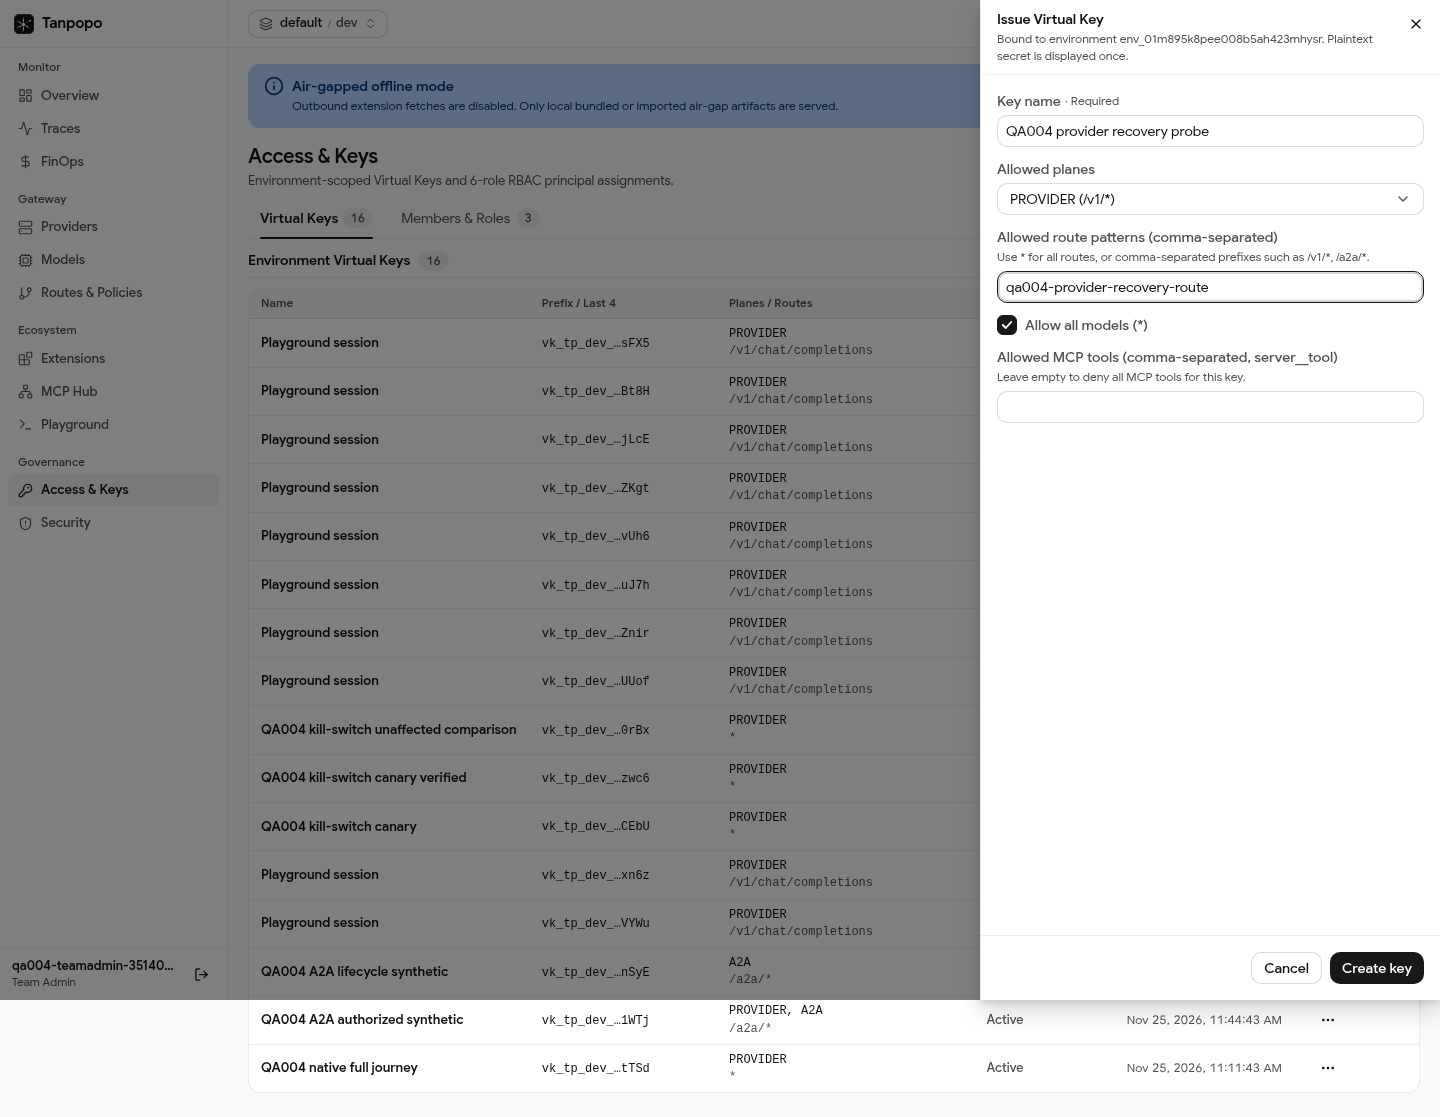 Tanpopo
Monitor
Overview
Traces
FinOps
Gateway
Providers
Models
Routes & Policies
Ecosystem
Extensions
MCP Hub
Playground
Governance
Access & Keys
Security
qa004-teamadmin-35140...
Team Admin
default / dev
Air-gapped offline mode
Outbound extension fetches are disabled. Only local bundled or imported air-gap artifacts are served.
Access & Keys
Environment-scoped Virtual Keys and 6-role RBAC principal assignments.
Virtual Keys 16 Members & Roles 3
Environment Virtual Keys 16
Name Prefix / Last 4 Planes / Routes
Playground session vk_tp_dev_…sFX5 PROVIDER
/v1/chat/completions
Playground session vk_tp_dev_…Bt8H PROVIDER
/v1/chat/completions
Playground session vk_tp_dev_…jLcE PROVIDER
/v1/chat/completions
Playground session vk_tp_dev_…ZKgt PROVIDER
/v1/chat/completions
Playground session vk_tp_dev_…vUh6 PROVIDER
/v1/chat/completions
Playground session vk_tp_dev_…uJ7h PROVIDER
/v1/chat/completions
Playground session vk_tp_dev_…Znir PROVIDER
/v1/chat/completions
Playground session vk_tp_dev_…UUof PROVIDER
/v1/chat/completions
QA004 kill-switch unaffected comparison vk_tp_dev_…0rBx PROVIDER
*
QA004 kill-switch canary verified vk_tp_dev_…zwc6 PROVIDER
*
QA004 kill-switch canary vk_tp_dev_…CEbU PROVIDER
*
Playground session vk_tp_dev_…xn6z PROVIDER
/v1/chat/completions
Playground session vk_tp_dev_…VYWu PROVIDER
/v1/chat/completions
QA004 A2A lifecycle synthetic vk_tp_dev_…nSyE A2A
/a2a/*
QA004 A2A authorized synthetic vk_tp_dev_…1WTj PROVIDER, A2A
/a2a/* Active Nov 25, 2026, 11:44:43 AM
QA004 native full journey vk_tp_dev_…tTSd PROVIDER
* Active Nov 25, 2026, 11:11:43 AM
Issue Virtual Key
Bound to environment env_01m895k8pee008b5ah423mhysr. Plaintext
secret is displayed once.
Key name · Required
QA004 provider recovery probe
Allowed planes
PROVIDER (/v1/*)
Allowed route patterns (comma-separated)
Use * for all routes, or comma-separated prefixes such as /v1/*, /a2a/*.
qa004-provider-recovery-route
Allow all models (*)
Allowed MCP tools (comma-separated, server__tool)
Leave empty to deny all MCP tools for this key.
Cancel Create key